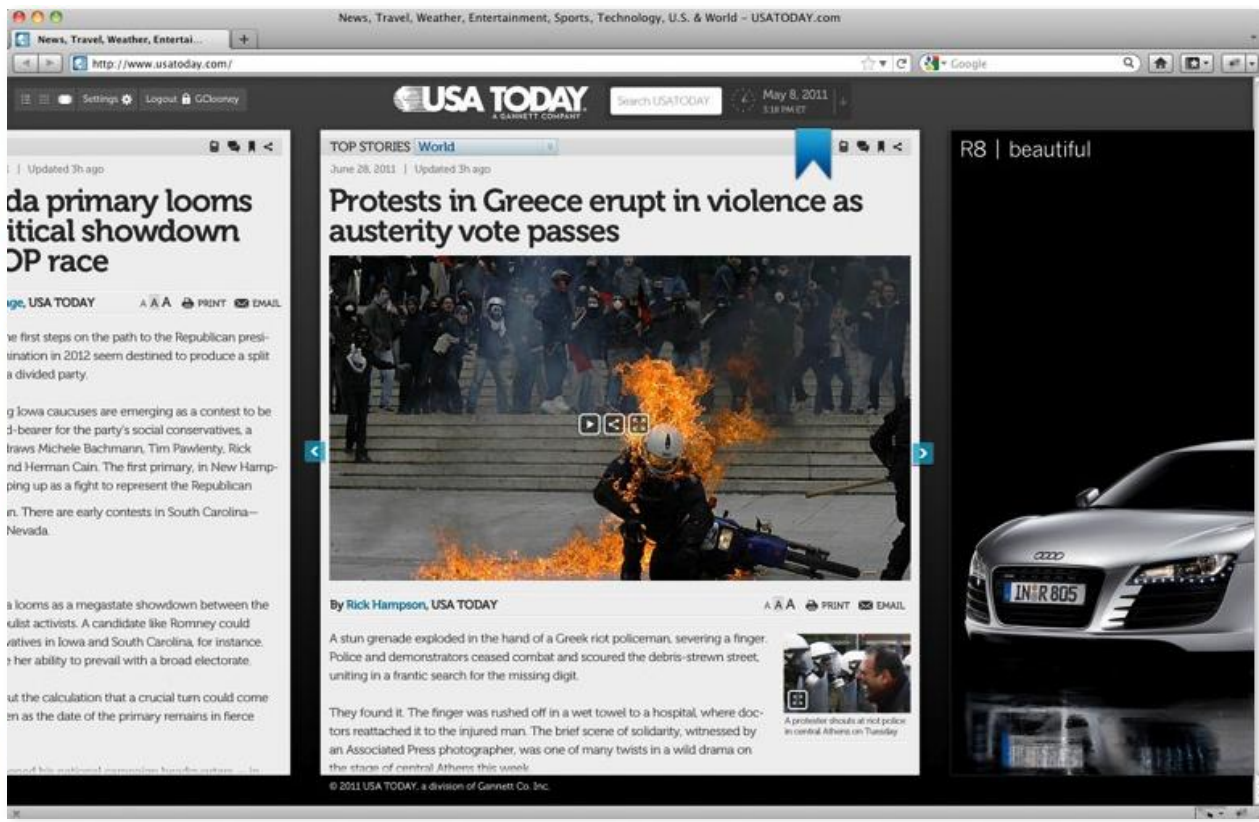 News, Travel, Weather, Entertainment, Sports, Technology, U.S. & World – USATODAY.com
News, Travel, Weather, Entertai...
http://www.usatoday.com/
Google
Settings
Logout
GClooney
USA TODAY
A GANNETT COMPANY
Search USATODAY
May 8, 2011
3:18 PM ET
| Updated 3h ago
da primary looms
itical showdown
OP race
ge, USA TODAY
A A A PRINT EMAIL
e first steps on the path to the Republican presi-
ination in 2012 seem destined to produce a split
a divided party.
g Iowa caucuses are emerging as a contest to be
d-bearer for the party's social conservatives, a
draws Michele Bachmann, Tim Pawlenty, Rick
nd Herman Cain. The first primary, in New Hamp-
ping up as a fight to represent the Republican
n. There are early contests in South Carolina—
Nevada.
a looms as a megastate showdown between the
ulist activists. A candidate like Romney could
vatives in Iowa and South Carolina, for instance.
e her ability to prevail with a broad electorate.
ut the calculation that a crucial turn could come
en as the date of the primary remains in fierce
TOP STORIES World
June 28, 2011 | Updated 3h ago
Protests in Greece erupt in violence as
austerity vote passes
By Rick Hampson, USA TODAY
A A A PRINT EMAIL
A stun grenade exploded in the hand of a Greek riot policeman, severing a finger.
Police and demonstrators ceased combat and scoured the debris-strewn street,
uniting in a frantic search for the missing digit.
They found it. The finger was rushed off in a wet towel to a hospital, where doc-
tors reattached it to the injured man. The brief scene of solidarity, witnessed by
an Associated Press photographer, was one of many twists in a wild drama on
the stage of central Athens this week.
A protester shouts at riot police
in central Athens on Tuesday
© 2011 USA TODAY, a division of Gannett Co. Inc.
R8 | beautiful
IN R 805